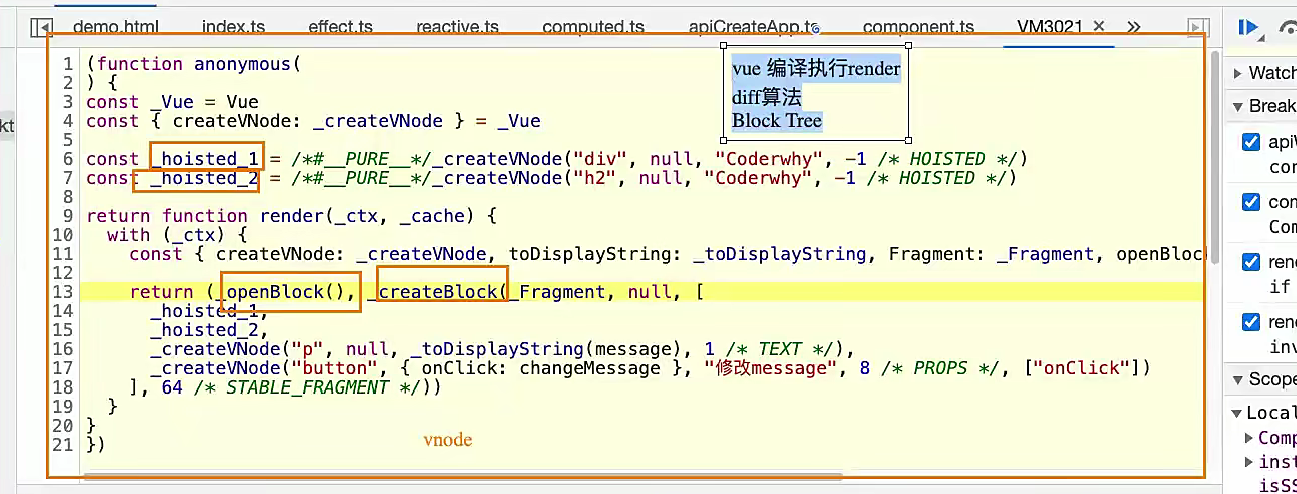 demo.html index.ts effect.ts reactive.ts computed.ts apiCreateApp.ts component.ts VM3021 × »
vue 编译执行render
diff算法
Block Tree
1 (function anonymous(
2 ) {
3 const _Vue = Vue
4 const { createVNode: _createVNode } = _Vue
5
6 const _hoisted_1 = /*#__PURE__*/_createVNode("div", null, "Coderwhy", -1 /* HOISTED */)
7 const _hoisted_2 = /*#__PURE__*/_createVNode("h2", null, "Coderwhy", -1 /* HOISTED */)
8
9 return function render(_ctx, _cache) {
10 with (_ctx) {
11 const { createVNode: _createVNode, toDisplayString: _toDisplayString, Fragment: _Fragment, openBloc
12
13 return (_openBlock(), _createBlock(_Fragment, null, [
14 _hoisted_1,
15 _hoisted_2,
16 _createVNode("p", null, _toDisplayString(message), 1 /* TEXT */),
17 _createVNode("button", { onClick: changeMessage }, "修改message", 8 /* PROPS */, ["onClick"])
18 ], 64 /* STABLE_FRAGMENT */))
19 }
20 }
21 })
vnode
kt
Watch
Break
apiV
con
com
Com
rend
if
rend
inv
Scope
Local
Comp
inst
isSS